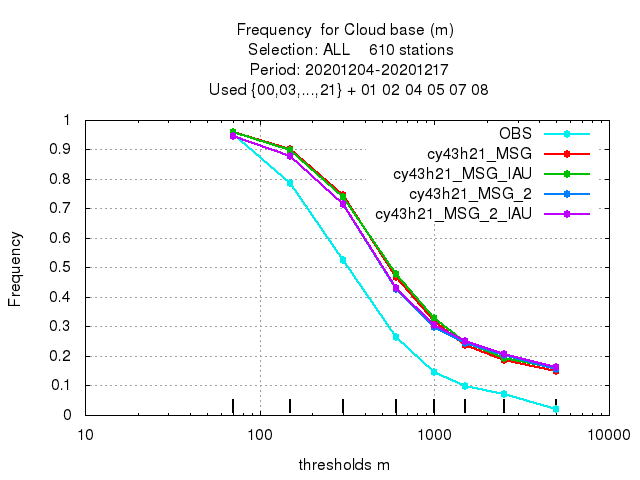 Frequency  for Cloud base (m)
Selection: ALL    610 stations
Period: 20201204-20201217
Used {00,03,...,21} + 01 02 04 05 07 08
1
0.9
0.8
0.7
0.6
0.5
0.4
0.3
0.2
0.1
0
Frequency
OBS
cy43h21_MSG
cy43h21_MSG_IAU
cy43h21_MSG_2
cy43h21_MSG_2_IAU
10 100 1000 10000
thresholds m